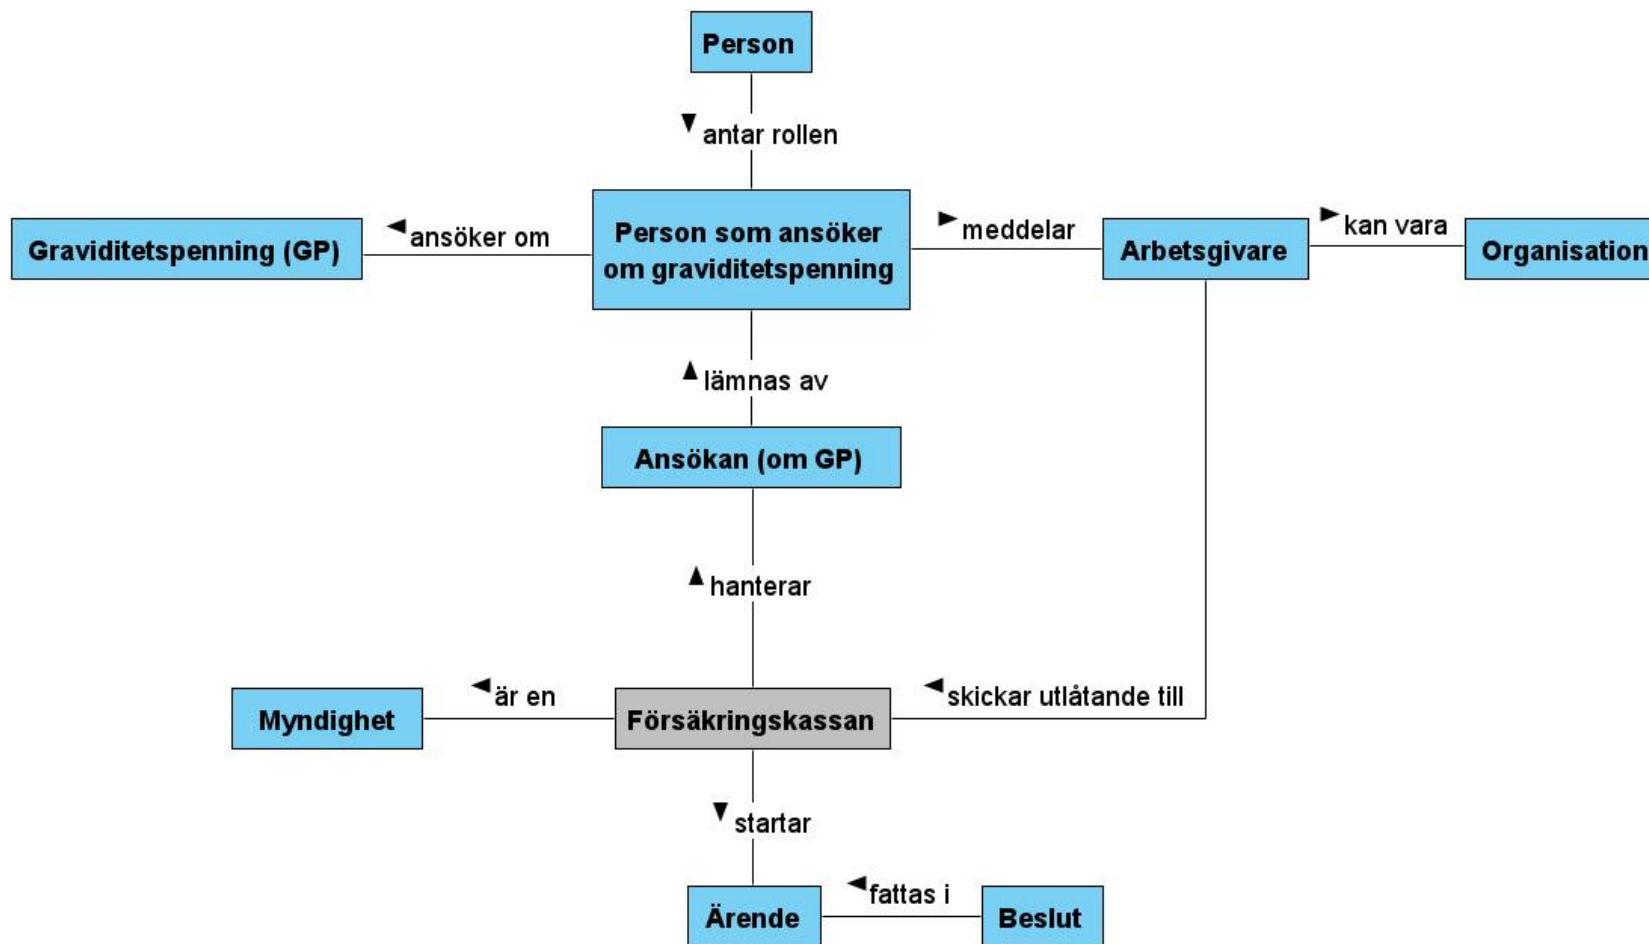 Person
antar rollen
Graviditetspenning (GP)
ansöker om
Person som ansöker
om graviditetspenning
meddelar
Arbetsgivare
kan vara
Organisation
lämnas av
Ansökan (om GP)
hanterar
Myndighet
är en
Försäkringskassan
skickar utlåtande till
startar
Ärende
fattas i
Beslut